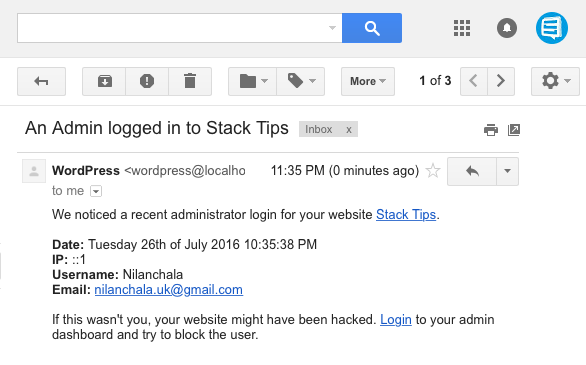 More
1 of 3
An Admin logged in to Stack Tips
Inbox x
WordPress <wordpress@localho
11:35 PM (0 minutes ago)
to me
We noticed a recent administrator login for your website Stack Tips.
Date: Tuesday 26th of July 2016 10:35:38 PM
IP: ::1
Username: Nilanchala
Email: nilanchala.uk@gmail.com
If this wasn't you, your website might have been hacked. Login to your admin
dashboard and try to block the user.